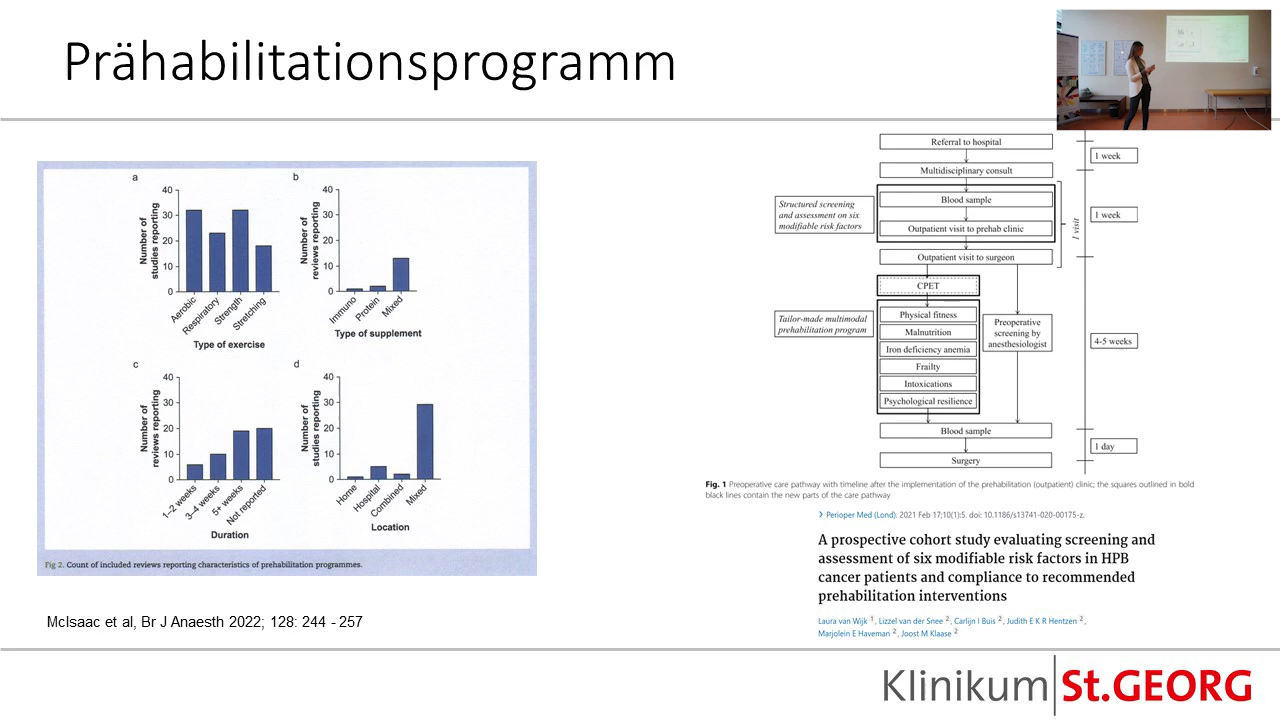 Prähabilitationsprogramm
a
Number of
studies reporting
40
30
20
10
0
Aerobic
Respiratory
Strength
Stretching
Type of exercise
b
Number of
reviews reporting
40
30
20
10
0
Immuno
Protein
Mixed
Type of supplement
c
Number of
reviews reporting
40
30
20
10
0
1–2 weeks
3–4 weeks
5+ weeks
Not reported
Duration
d
Number of
studies reporting
40
30
20
10
0
Home
Hospital
Combined
Mixed
Location
Fig 2. Count of included reviews reporting characteristics of prehabilitation programmes.
McIsaac et al, Br J Anaesth 2022; 128: 244 - 257
Referral to hospital
Multidisciplinary consult
Structured screening
and assessment on six
modifiable risk factors
Blood sample
Outpatient visit to prehab clinic
1 visit
Outpatient visit to surgeon
CPET
Tailor-made multimodal
prehabilitation program
Physical fitness
Malnutrition
Iron deficiency anemia
Frailty
Intoxications
Psychological resilience
Preoperative
screening by
anesthesiologist
Blood sample
Surgery
1 week
1 week
4-5 weeks
1 day
Fig. 1 Preoperative care pathway with timeline after the implementation of the prehabilitation (outpatient) clinic; the squares outlined in bold
black lines contain the new parts of the care pathway
> Perioper Med (Lond). 2021 Feb 17;10(1):5. doi: 10.1186/s13741-020-00175-z.
A prospective cohort study evaluating screening and
assessment of six modifiable risk factors in HPB
cancer patients and compliance to recommended
prehabilitation interventions
Laura van Wijk 1, Lizzel van der Snee 2, Carlijn I Buis 2, Judith E K R Hentzen 2,
Marjolein E Haveman 2, Joost M Klaase 2
Klinikum St.GEORG